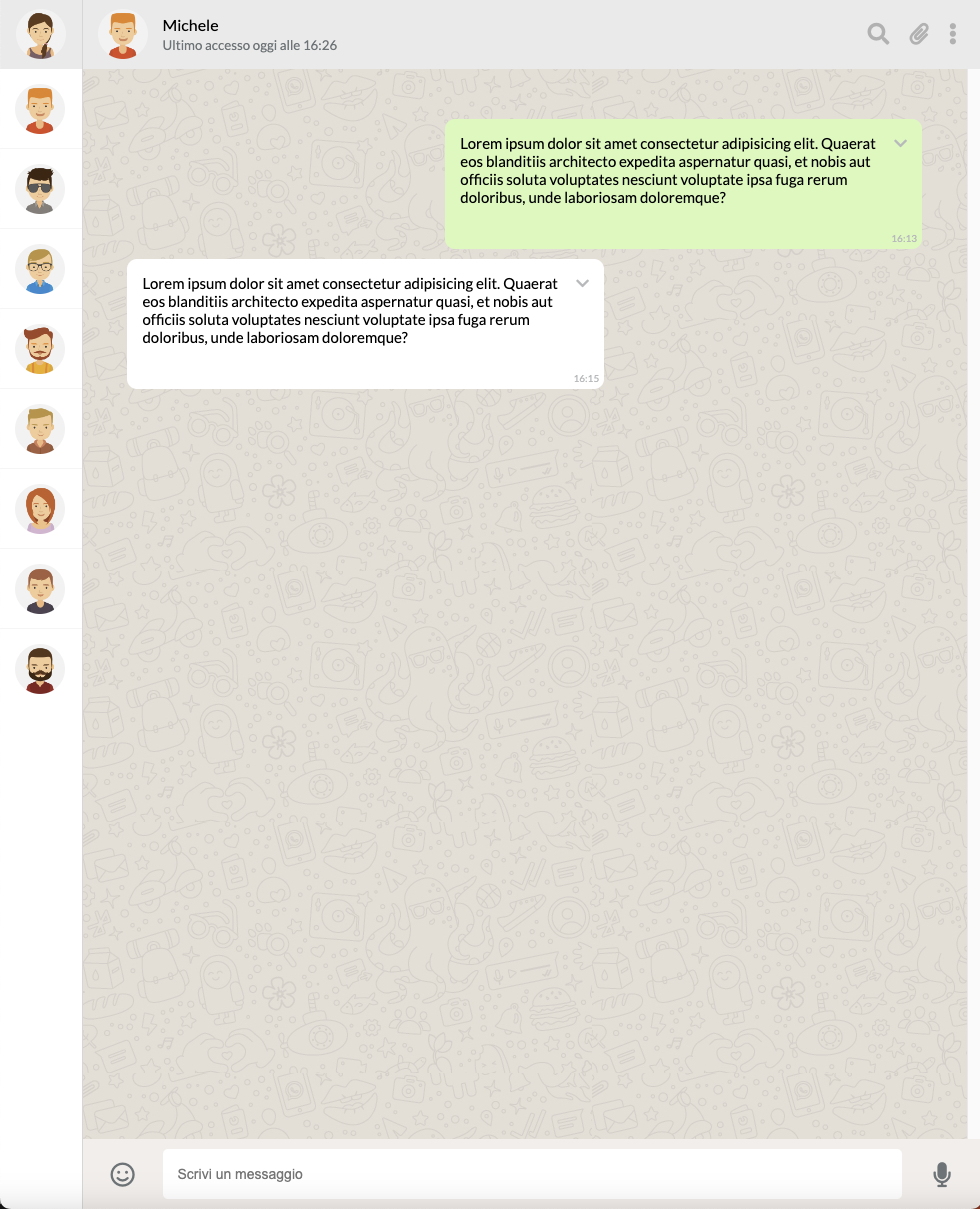 Michele
Ultimo accesso oggi alle 16:26
Lorem ipsum dolor sit amet consectetur adipisicing elit. Quaerat
eos blanditiis architecto expedita aspernatur quasi, et nobis aut
officiis soluta voluptates nesciunt voluptate ipsa fuga rerum
doloribus, unde laboriosam doloremque?
16:13
Lorem ipsum dolor sit amet consectetur adipisicing elit. Quaerat
eos blanditiis architecto expedita aspernatur quasi, et nobis aut
officiis soluta voluptates nesciunt voluptate ipsa fuga rerum
doloribus, unde laboriosam doloremque?
16:15
Scrivi un messaggio